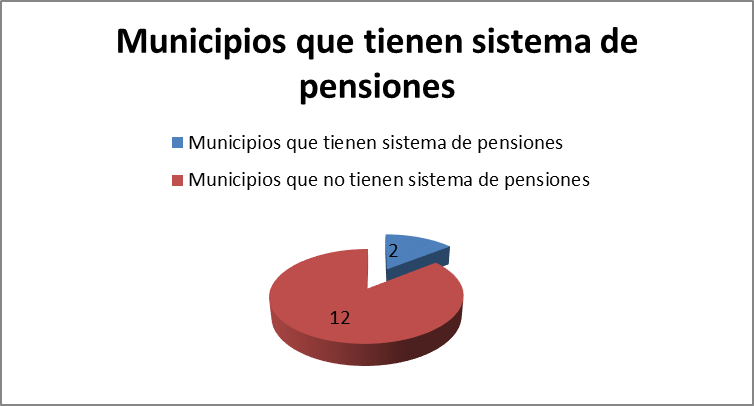 Municipios que tienen sistema de
pensiones
Municipios que tienen sistema de pensiones
Municipios que no tienen sistema de pensiones
2
12